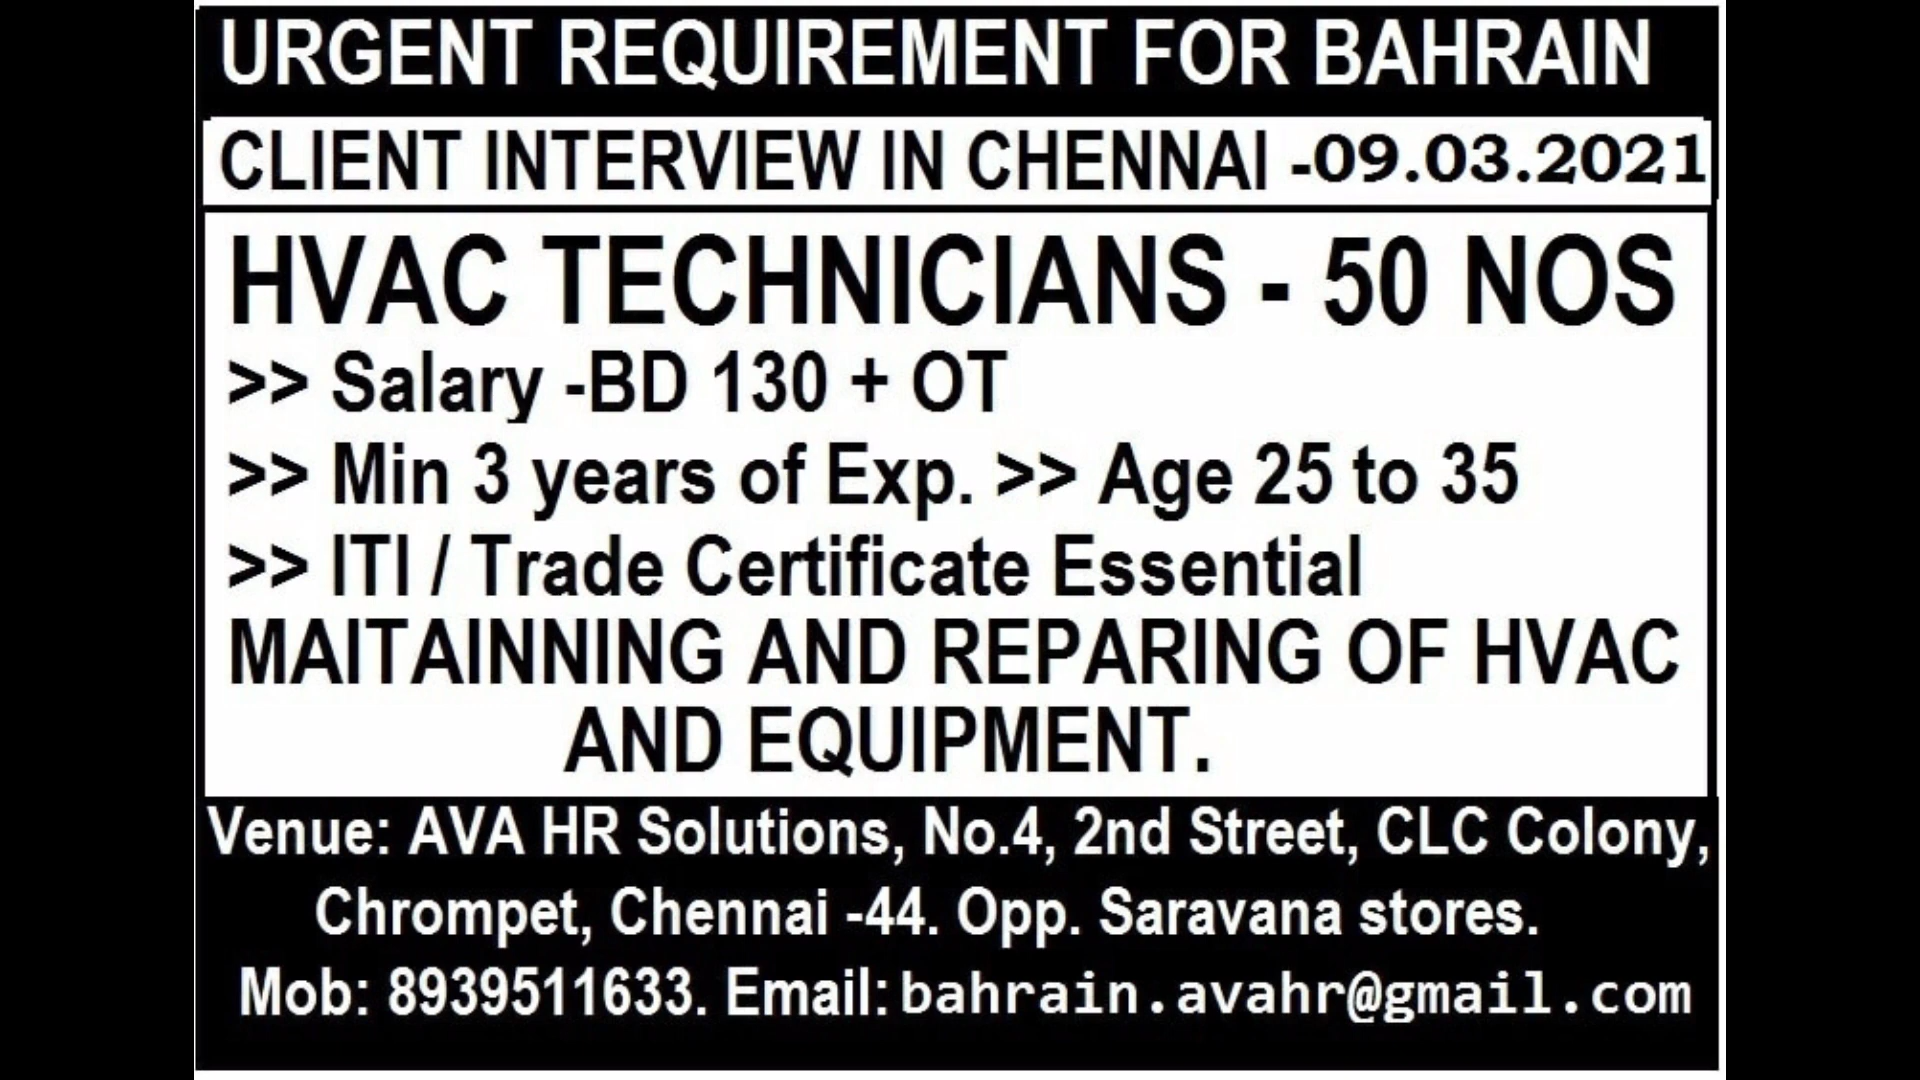 URGENT REQUIREMENT FOR BAHRAIN
CLIENT INTERVIEW IN CHENNAI -09.03.2021
HVAC TECHNICIANS - 50 NOS
>> Salary -BD 130 + OT
>> Min 3 years of Exp. >> Age 25 to 35
>> ITI / Trade Certificate Essential
MAITAINNING AND REPARING OF HVAC
AND EQUIPMENT.
Venue: AVA HR Solutions, No.4, 2nd Street, CLC Colony,
Chrompet, Chennai -44. Opp. Saravana stores.
Mob: 8939511633. Email: bahrain.avahr@gmail.com